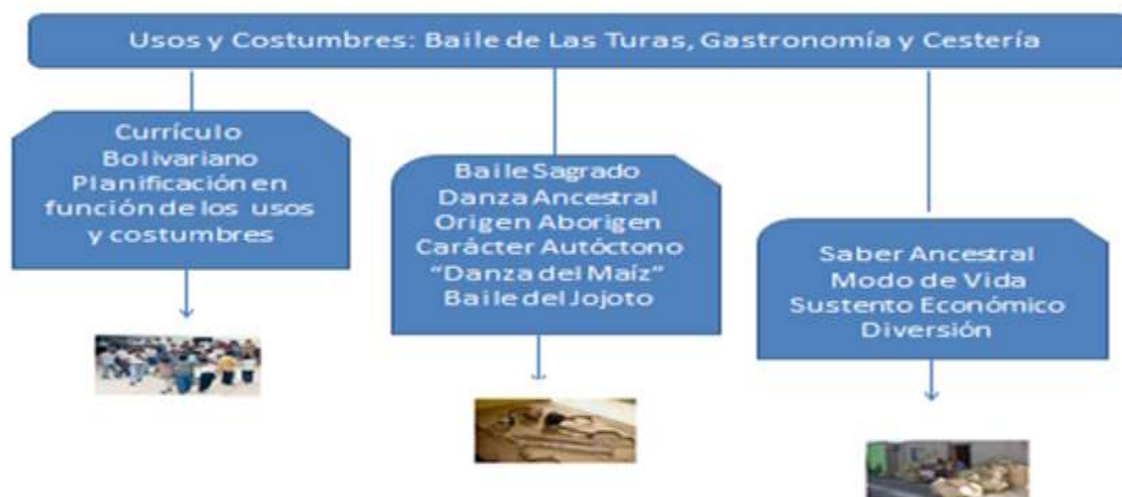 Usos y Costumbres: Baile de Las Turas, Gastronomía y Cestería
Currículo
Bolivariano
Planificación en
función de los usos
y costumbres
Baile Sagrado
Danza Ancestral
Origen Aborigen
Carácter Autóctono
“Danza del Maíz”
Baile del Jojoto
Saber Ancestral
Modo de Vida
Sustento Económico
Diversión